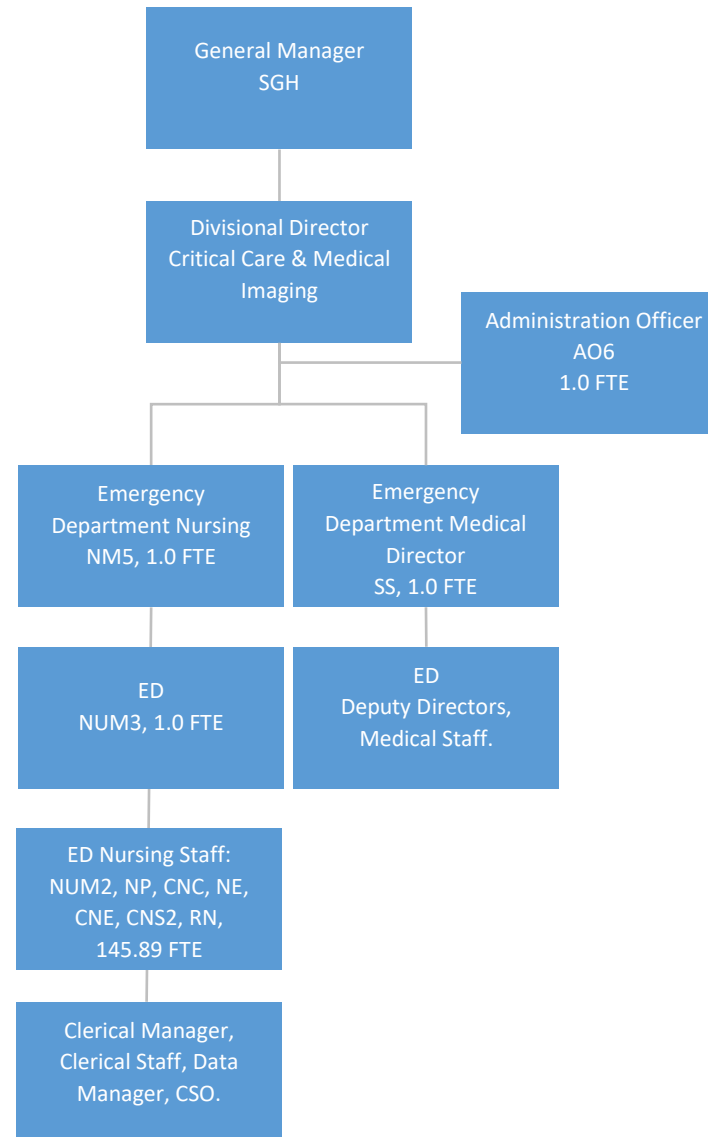 General Manager
SGH
Divisional Director
Critical Care & Medical
Imaging
Administration Officer
AO6
1.0 FTE
Emergency
Department Nursing
NM5, 1.0 FTE
Emergency
Department Medical
Director
SS, 1.0 FTE
ED
NUM3, 1.0 FTE
ED
Deputy Directors,
Medical Staff.
ED Nursing Staff:
NUM2, NP, CNC, NE,
CNE, CNS2, RN,
145.89 FTE
Clerical Manager,
Clerical Staff, Data
Manager, CSO.